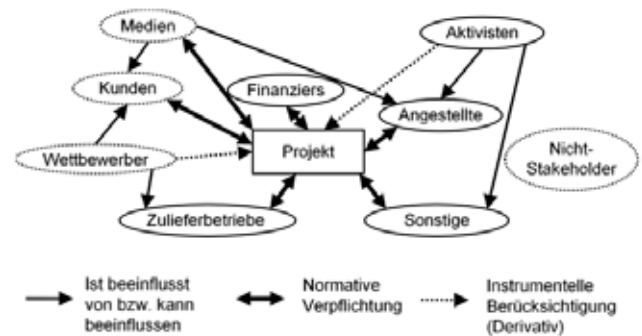 Medien
Aktivisten
Kunden
Finanziers
Angestellte
Wettbewerber
Projekt
Nicht-
Stakeholder
Zulieferbetriebe
Sonstige
Ist beeinflusst
von bzw. kann
beeinflussen
Normative
Verpflichtung
Instrumentelle
Berücksichtigung
(Derivativ)